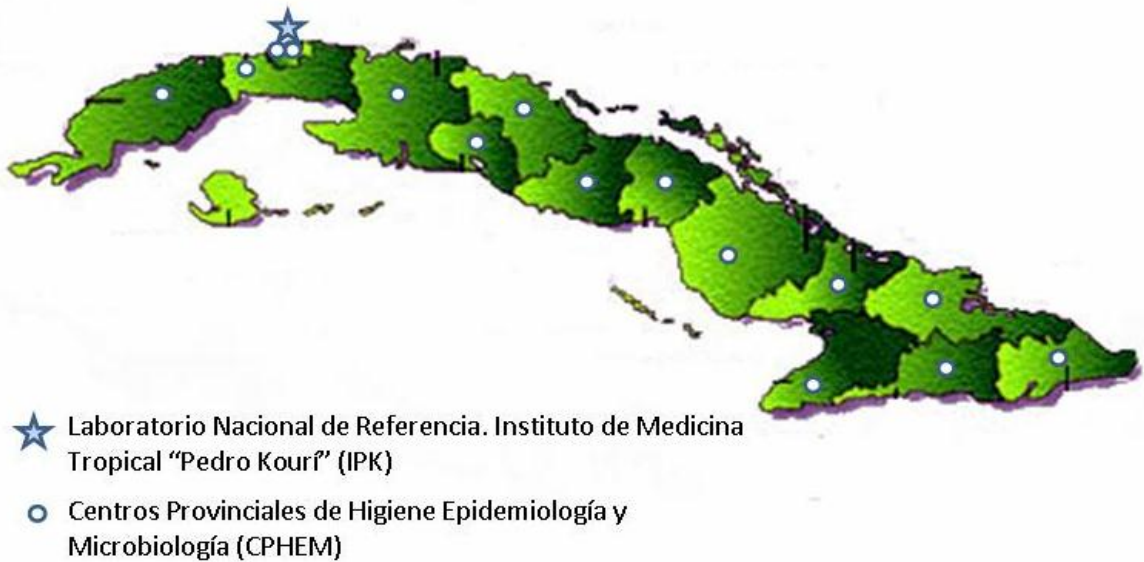 Laboratorio Nacional de Referencia. Instituto de Medicina
Tropical “Pedro Kourí” (IPK)
Centros Provinciales de Higiene Epidemiología y
Microbiología (CPHEM)